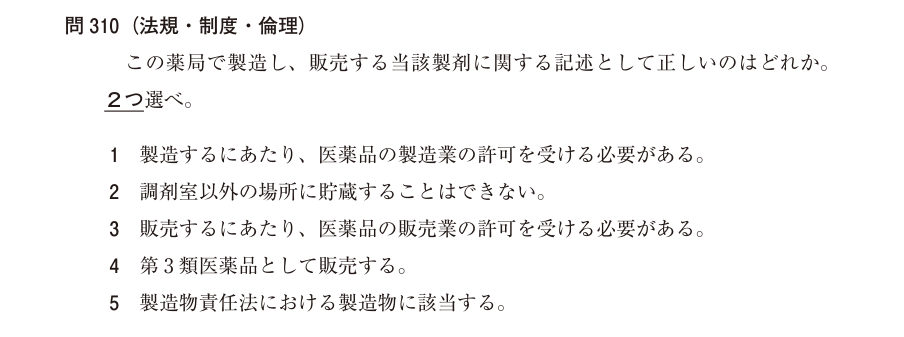 問 310 (法規・制度・倫理)
この薬局で製造し、販売する当該製剤に関する記述として正しいのはどれか。
２つ選べ。
1 製造するにあたり、医薬品の製造業の許可を受ける必要がある。
2 調剤室以外の場所に貯蔵することはできない。
3 販売するにあたり、医薬品の販売業の許可を受ける必要がある。
4 第３類医薬品として販売する。
5 製造物責任法における製造物に該当する。